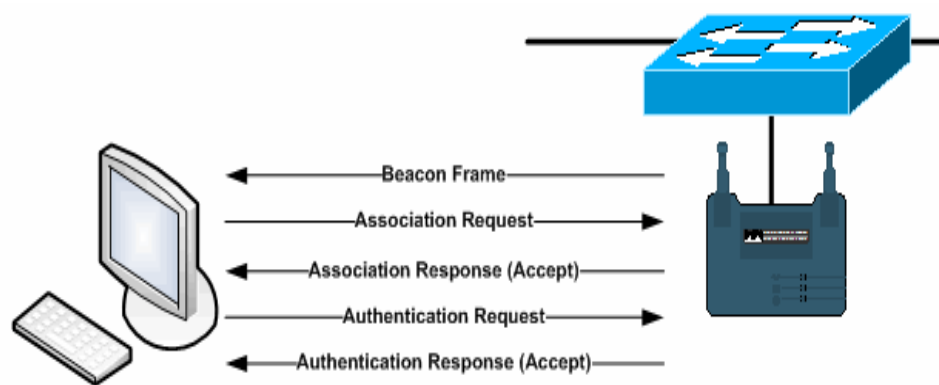 Beacon Frame
Association Request
Association Response (Accept)
Authentication Request
Authentication Response (Accept)